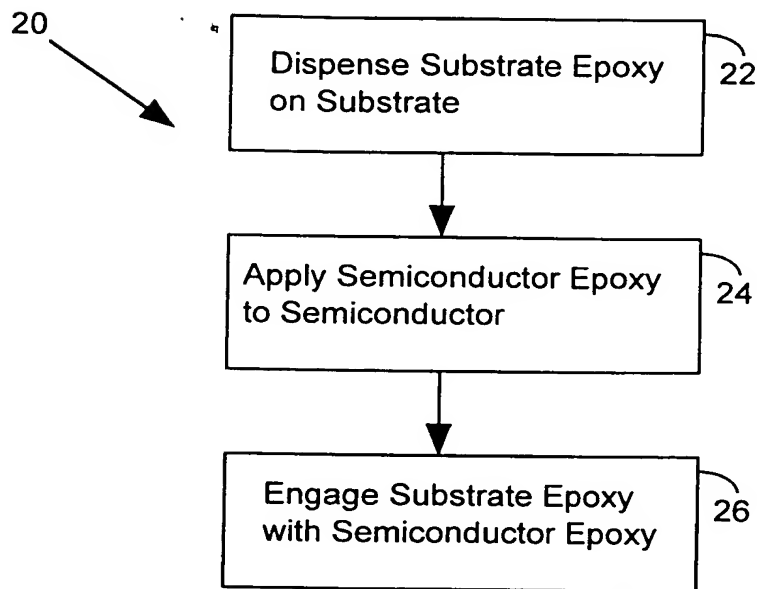 20
Dispense Substrate Epoxy
on Substrate
22
Apply Semiconductor Epoxy
to Semiconductor
24
Engage Substrate Epoxy
with Semiconductor Epoxy
26